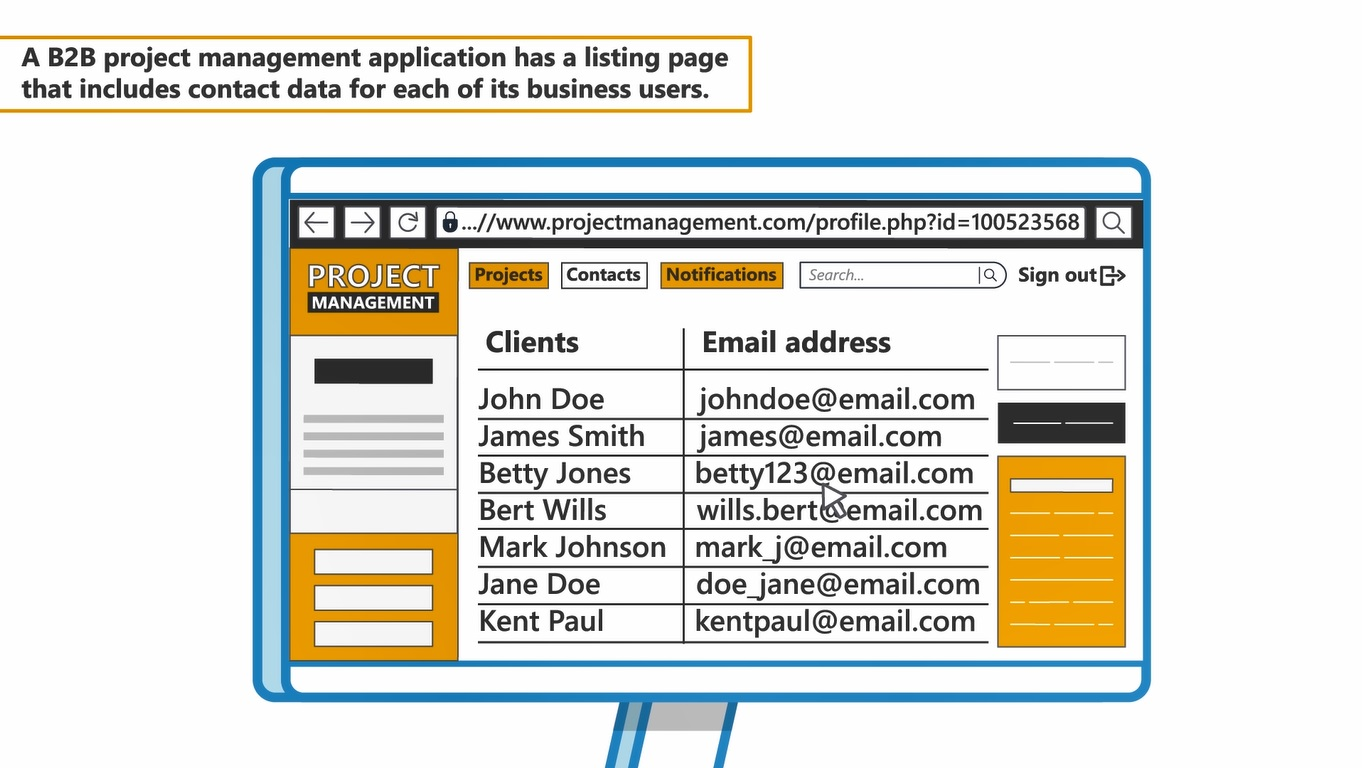 A B2B project management application has a listing page
that includes contact data for each of its business users.
...//www.projectmanagement.com/profile.php?id=100523568
PROJECT
MANAGEMENT
Projects Contacts Notifications Search... Sign out
Clients Email address
John Doe johndoe@email.com
James Smith james@email.com
Betty Jones betty123@email.com
Bert Wills wills.bert@email.com
Mark Johnson mark_j@email.com
Jane Doe doe_jane@email.com
Kent Paul kentpaul@email.com